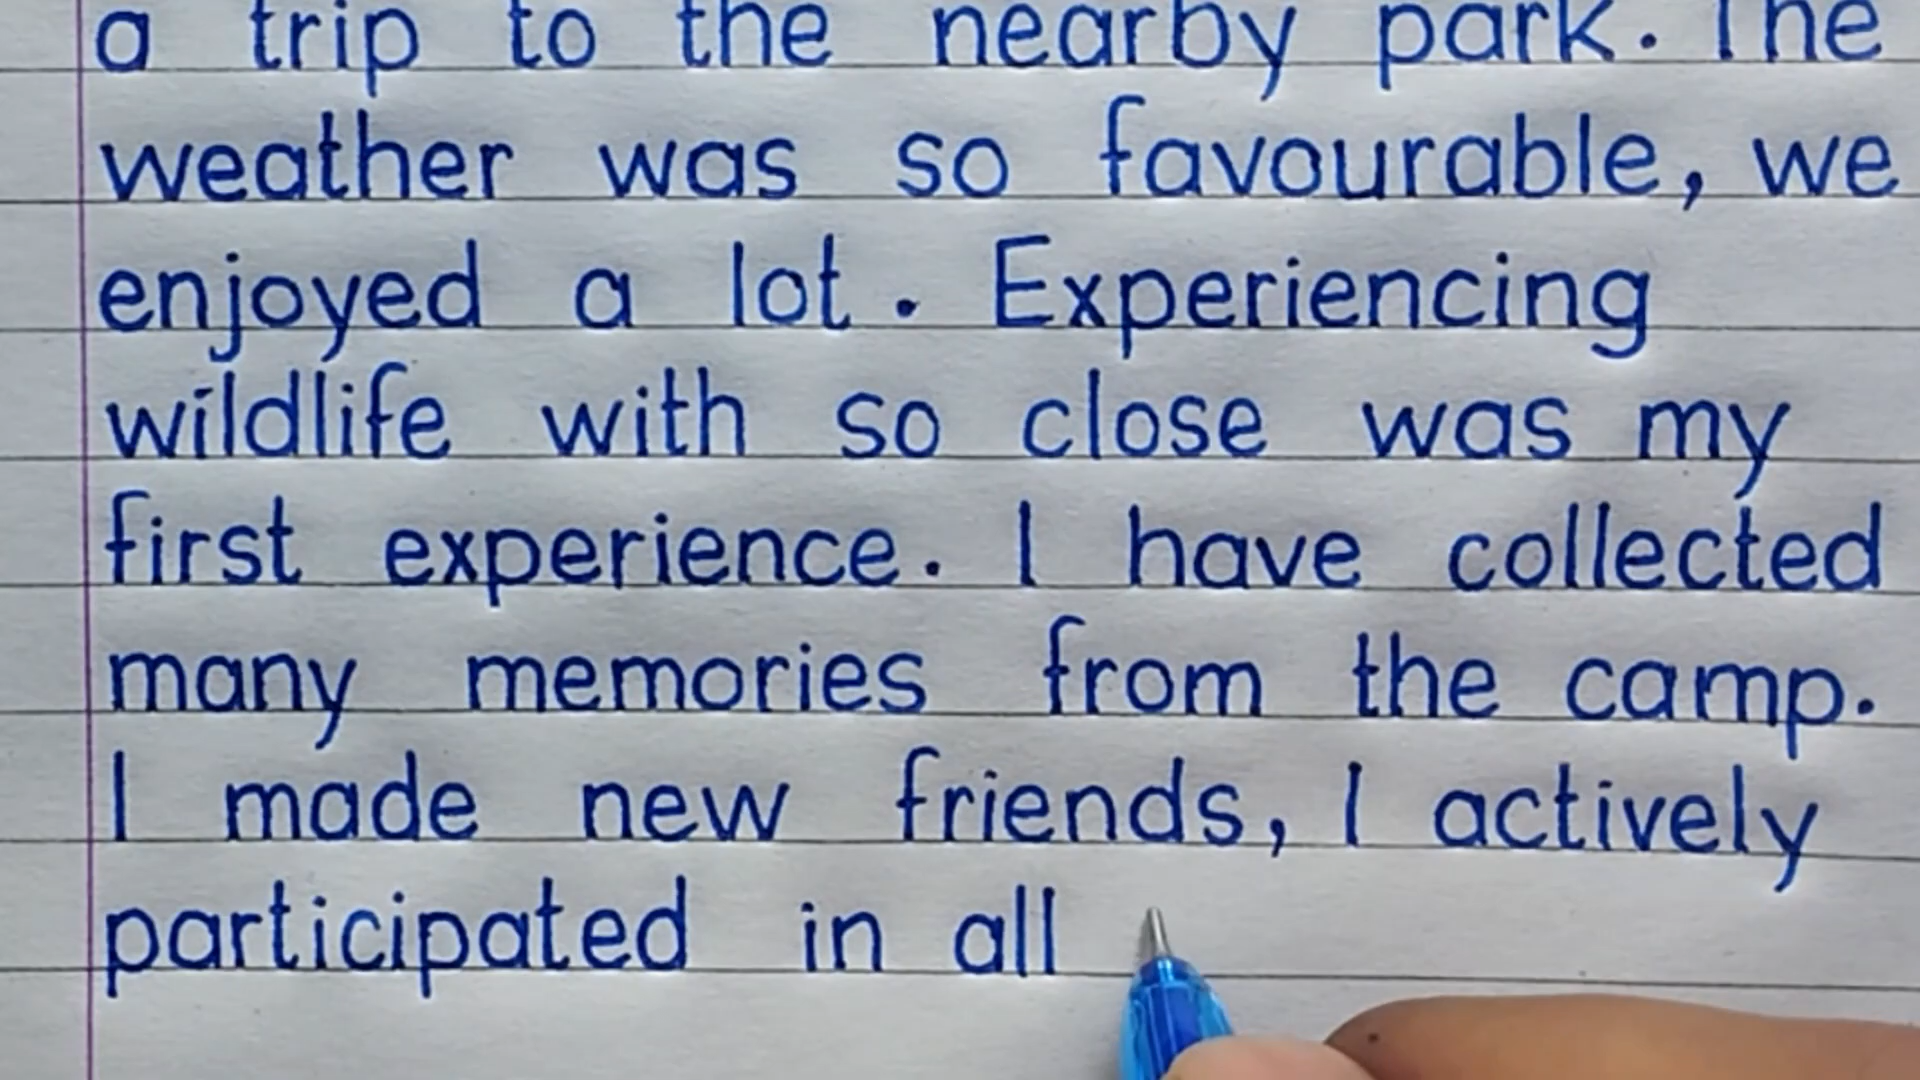 a trip to the nearby park. The
weather was so favourable, we
enjoyed a lot. Experiencing
wildlife with so close was my
first experience. I have collected
many memories from the camp.
I made new friends, I actively
participated in all